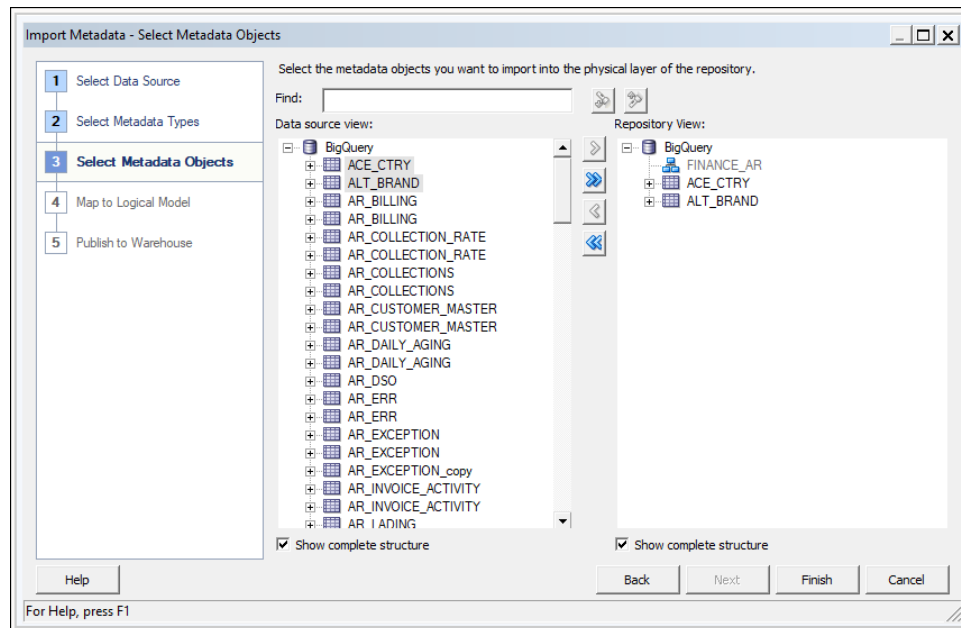 Import Metadata - Select Metadata Objects
1 Select Data Source
2 Select Metadata Types
3 Select Metadata Objects
4 Map to Logical Model
5 Publish to Warehouse
Select the metadata objects you want to import into the physical layer of the repository.
Find:
Data source view:
BigQuery
ACE_CTRY
ALT_BRAND
AR_BILLING
AR_BILLING
AR_COLLECTION_RATE
AR_COLLECTION_RATE
AR_COLLECTIONS
AR_COLLECTIONS
AR_CUSTOMER_MASTER
AR_CUSTOMER_MASTER
AR_DAILY_AGING
AR_DAILY_AGING
AR_DSO
AR_ERR
AR_ERR
AR_EXCEPTION
AR_EXCEPTION
AR_EXCEPTION_copy
AR_INVOICE_ACTIVITY
AR_INVOICE_ACTIVITY
AR_LADING
Show complete structure
Repository View:
BigQuery
FINANCE_AR
ACE_CTRY
ALT_BRAND
Show complete structure
Help
Back
Next
Finish
Cancel
For Help, press F1